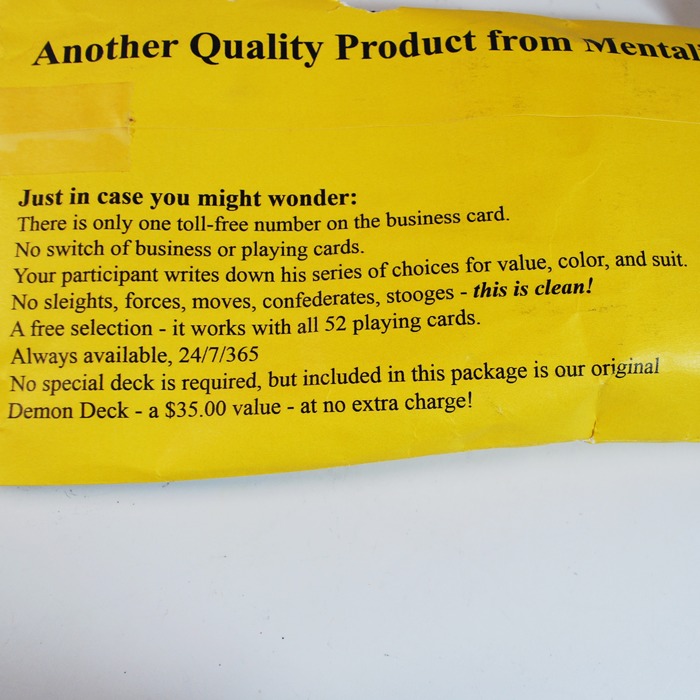 Another Quality Product from
Just in case you might wonder:
There is only one toll-free number on the business card.
No switch of business or playing cards.
Your participant writes down his series of choices for value, color, and suit.
No sleights, forces, moves, confederates, stooges - this is clean!
A free selection - it works with all 52 playing cards.
Always available, 24/7/365
No special deck is required, but included in this package is our original
Demon Deck - a $35.00 value - at no extra charge!